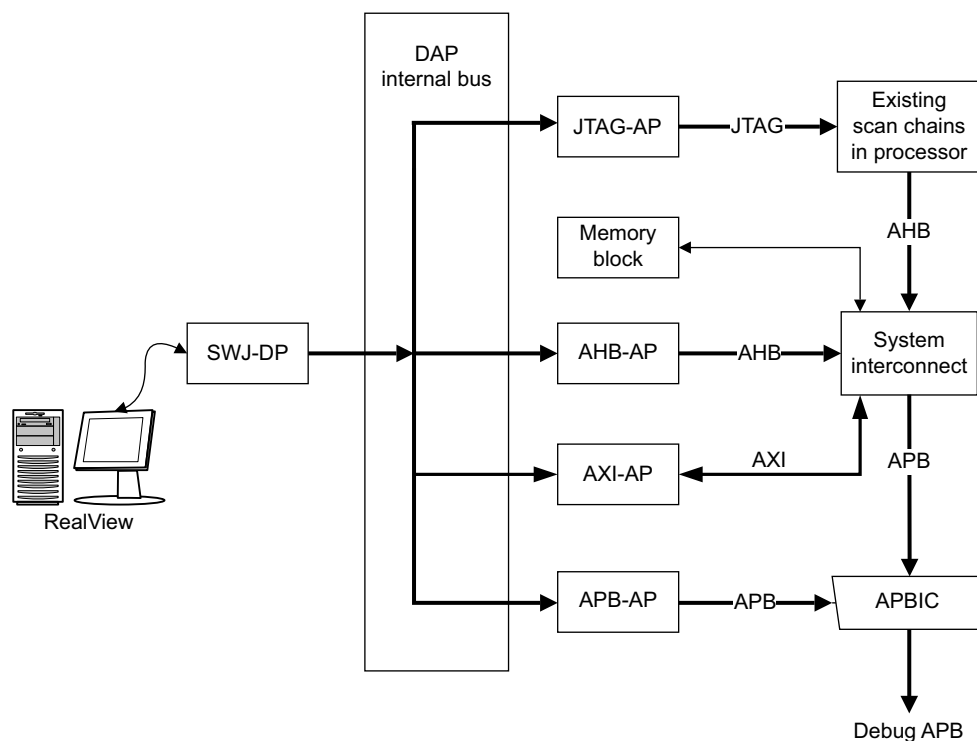 DAP
internal bus
JTAG-AP
JTAG
Existing
scan chains
in processor
AHB
Memory
block
SWJ-DP
AHB-AP
AHB
System
interconnect
AXI-AP
AXI
APB
RealView
APB-AP
APB
APBIC
Debug APB